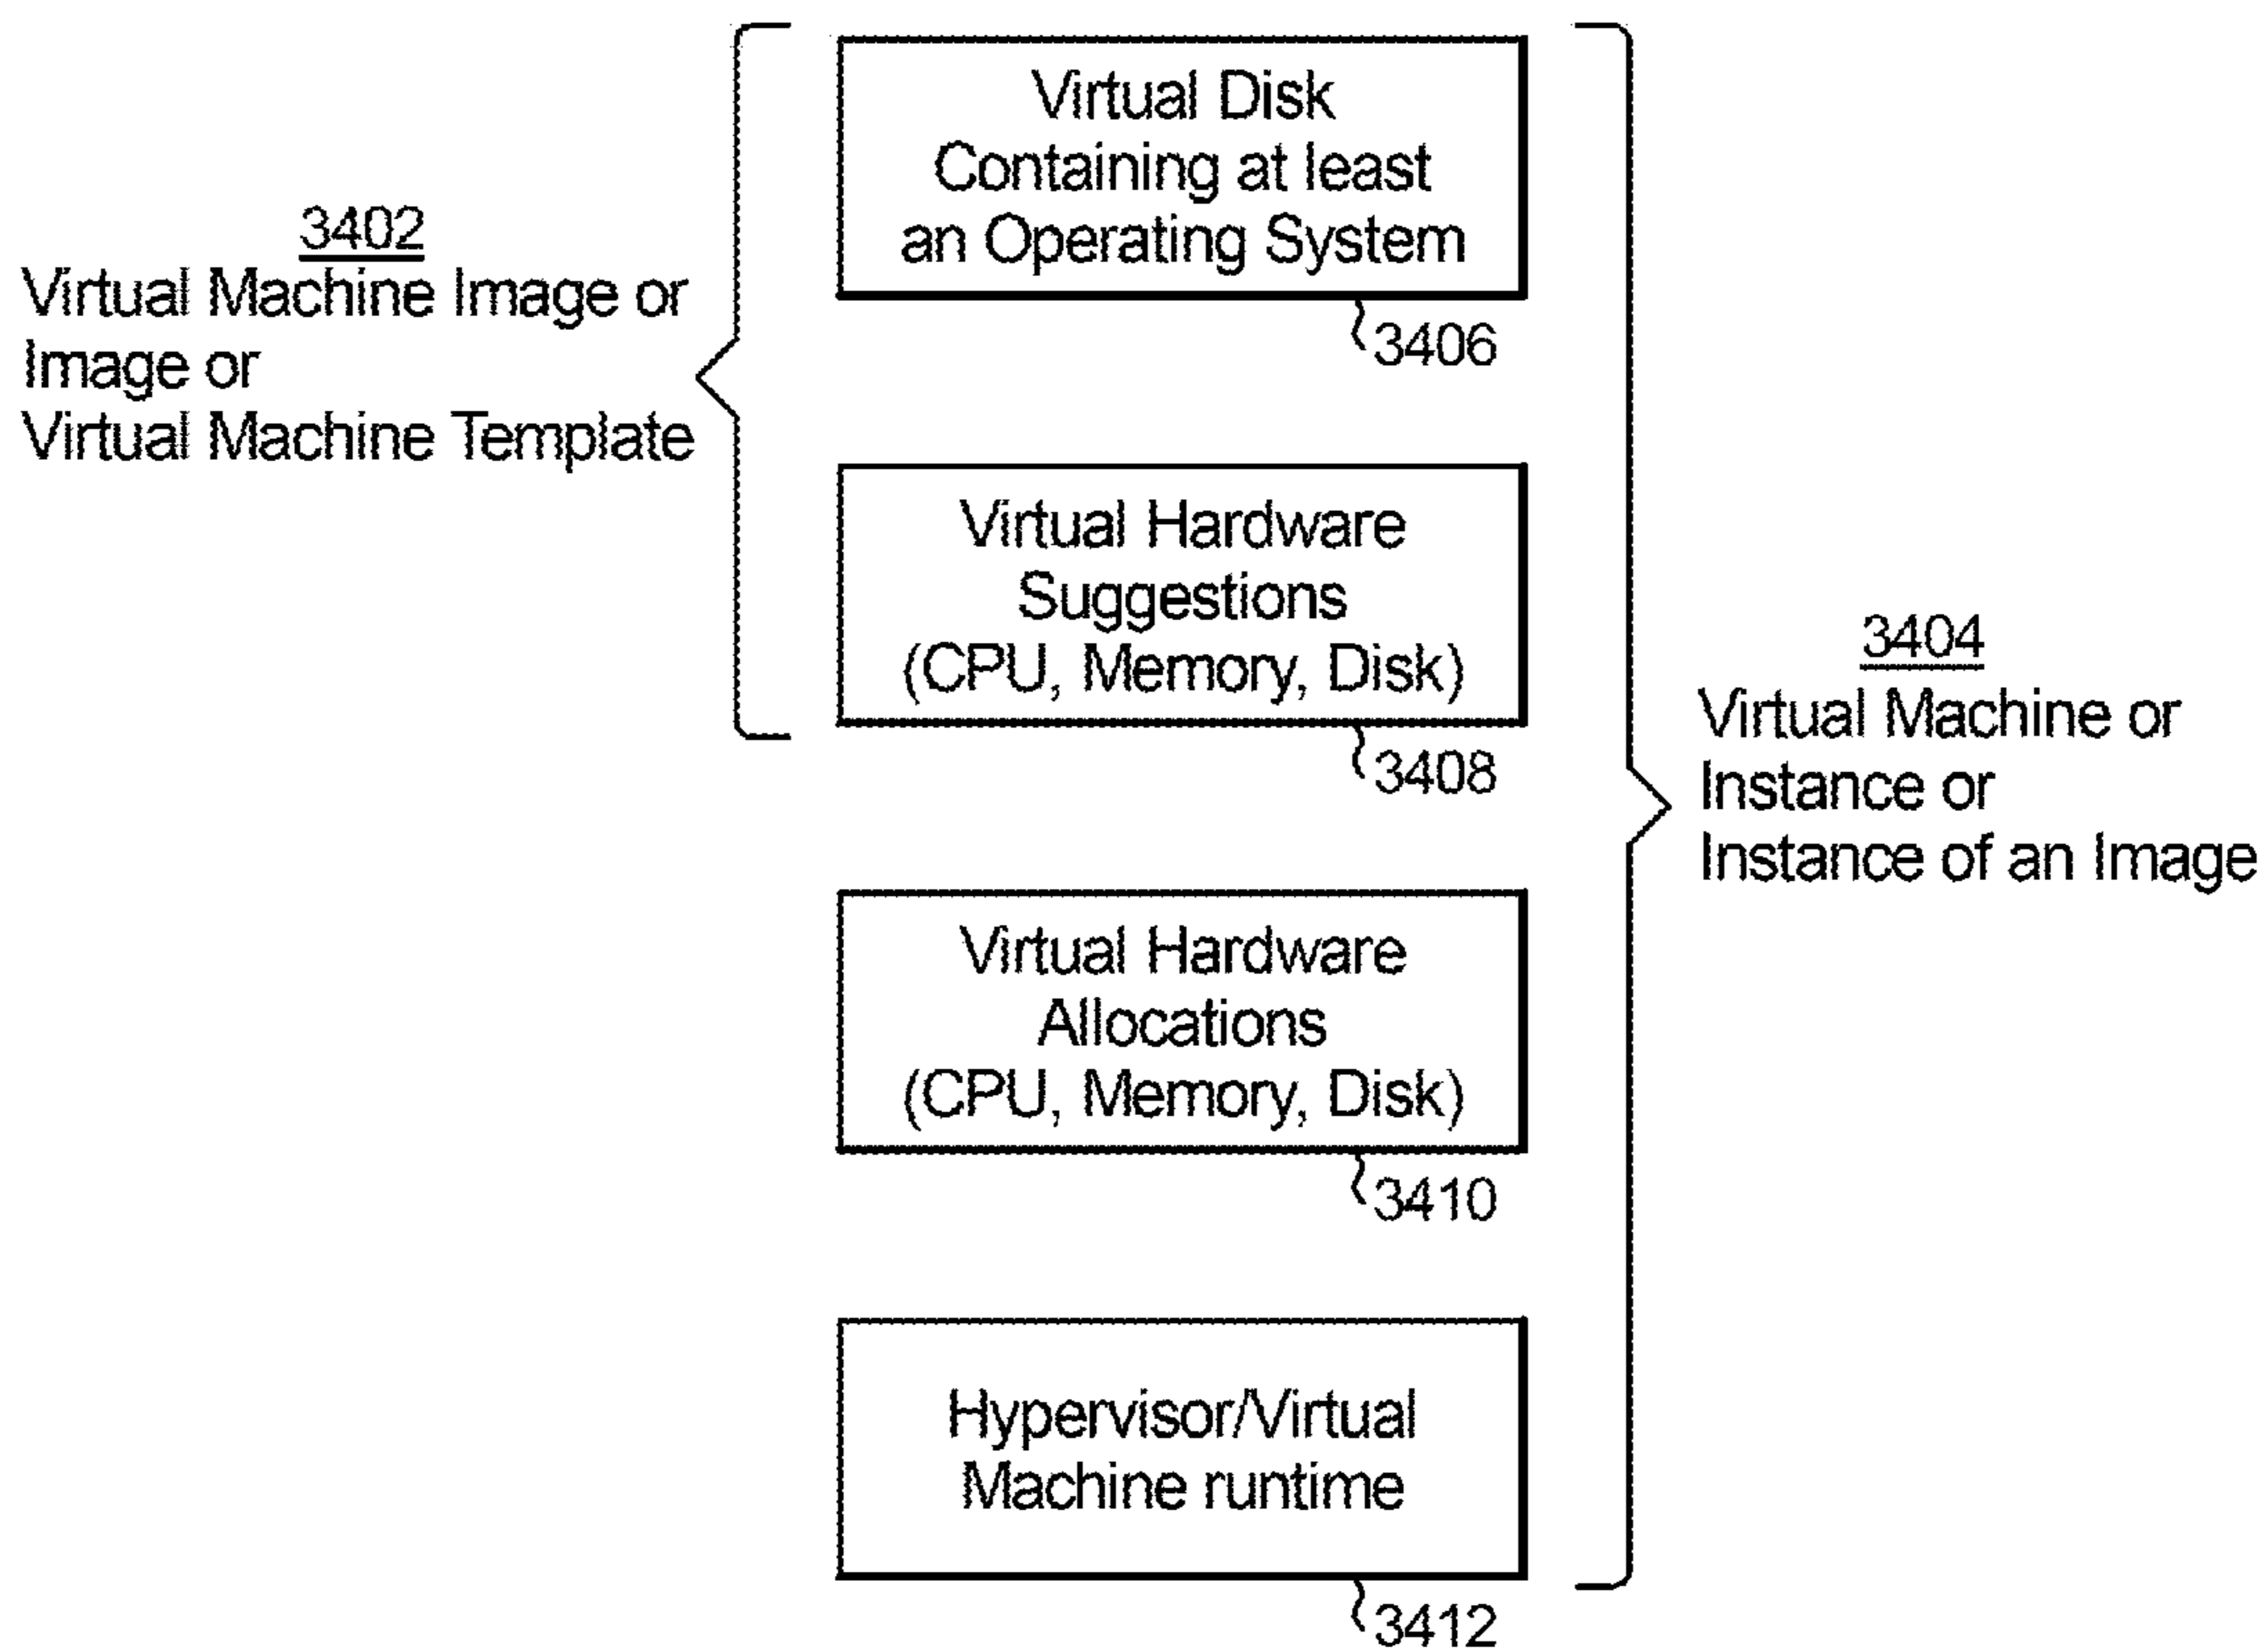 Virtual Disk
Containing at least
an Operating System
3406
3402
Virtual Machine Image or
Image or
Virtual Machine Template
Virtual Hardware
Suggestions
(CPU, Memory, Disk)
3408
3404
Virtual Machine or
Instance or
Instance of an Image
Virtual Hardware
Allocations
(CPU, Memory, Disk)
3410
Hypervisor/Virtual
Machine runtime
3412